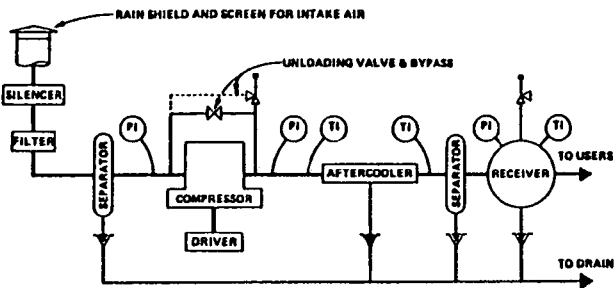 RAIN SHIELD AND SCREEN FOR INTAKE AIR
UNLOADING VALVE & BYPASS
SILENCER
FILTER
PI
PI
TI
TI
PI
TI
SEPARATOR
COMPRESSOR
DRIVER
AFTERCOOLER
SEPARATOR
RECEIVER
TO USERS
TO DRAIN